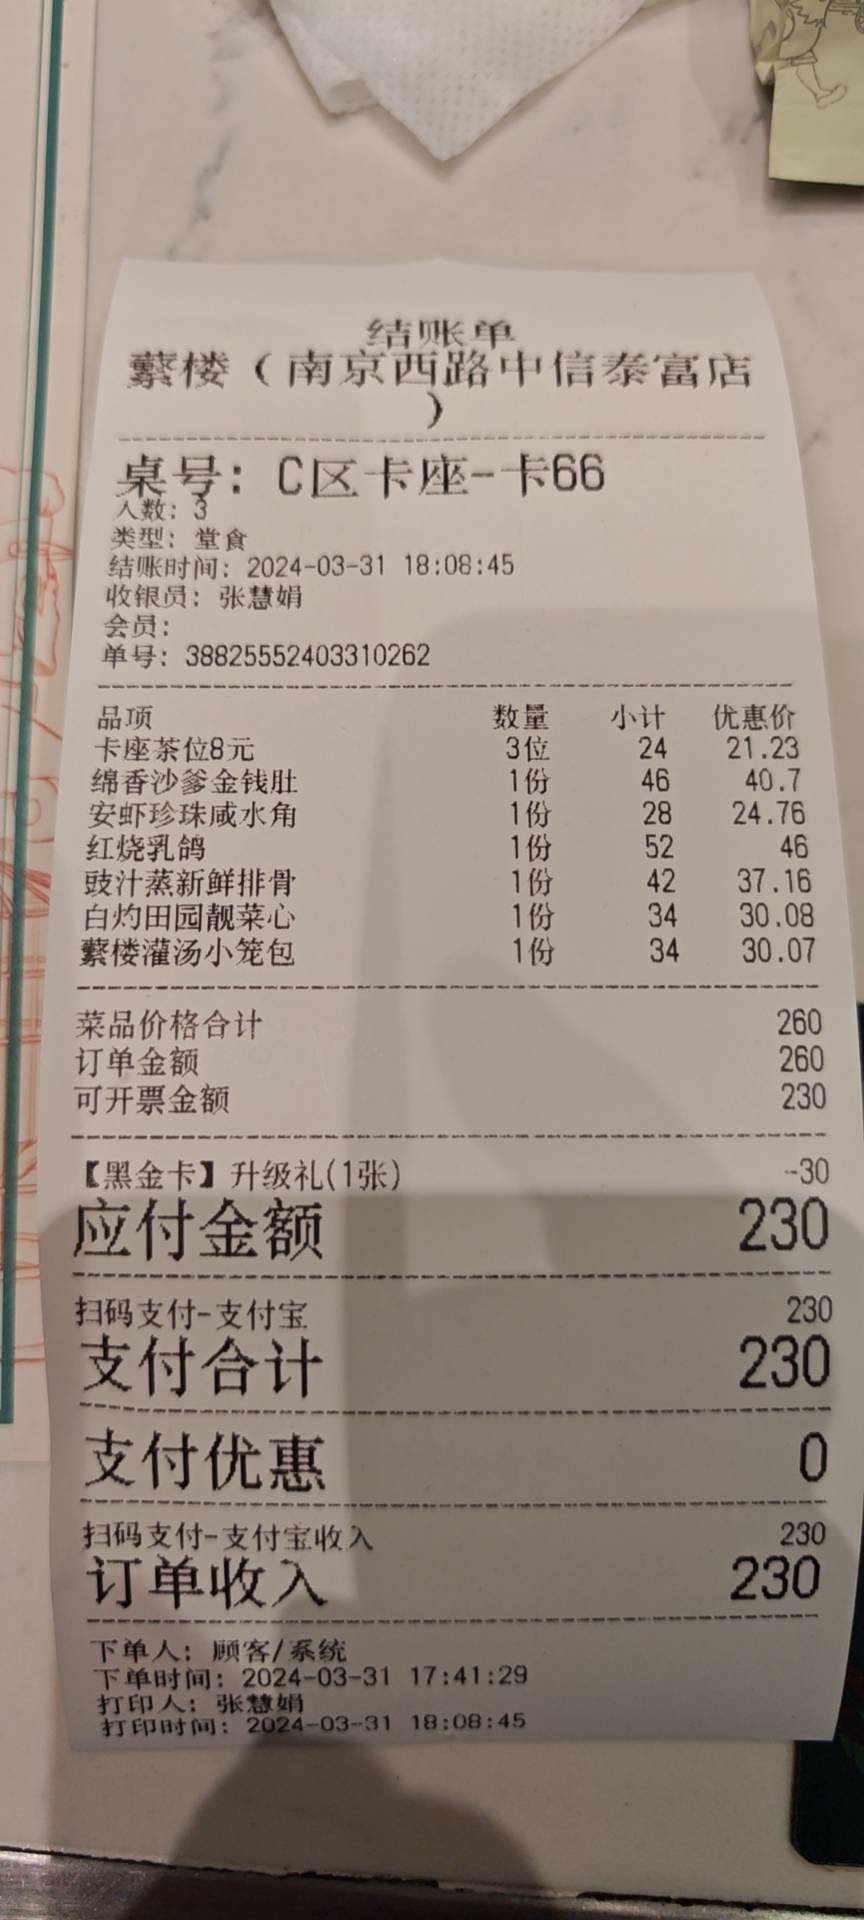 结账单
蘩楼（南京西路中信泰富店
）
桌号：C区卡座-卡66
人数：3
类型：堂食
结账时间：2024-03-31 18:08:45
收银员：张慧娟
会员：
单号：38825552403310262
品项 数量 小计 优惠价
卡座茶位8元 3位 24 21.23
绵香沙爹金钱肚 1份 46 40.7
安虾珍珠咸水角 1份 28 24.76
红烧乳鸽 1份 52 46
豉汁蒸新鲜排骨 1份 42 37.16
白灼田园靓菜心 1份 34 30.08
蘩楼灌汤小笼包 1份 34 30.07
菜品价格合计 260
订单金额 260
可开票金额 230
【黑金卡】升级礼(1张) --30
应付金额 230
扫码支付-支付宝 230
支付合计 230
支付优惠 0
扫码支付-支付宝收入 230
订单收入 230
下单人：顾客/系统
下单时间：2024-03-31 17:41:29
打印人：张慧娟
打印时间：2024-03-31 18:08:45